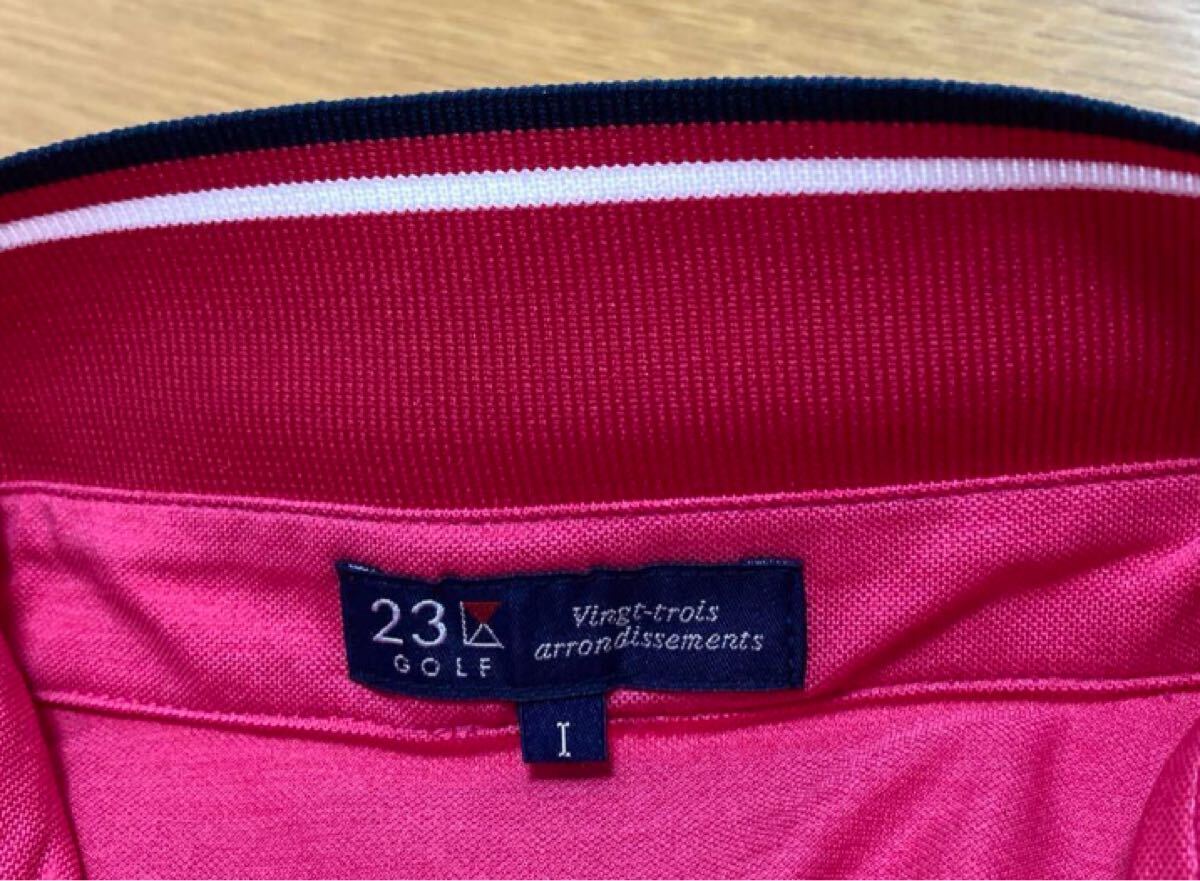 23
GOLF
Vingt-trois
arrondissements
I